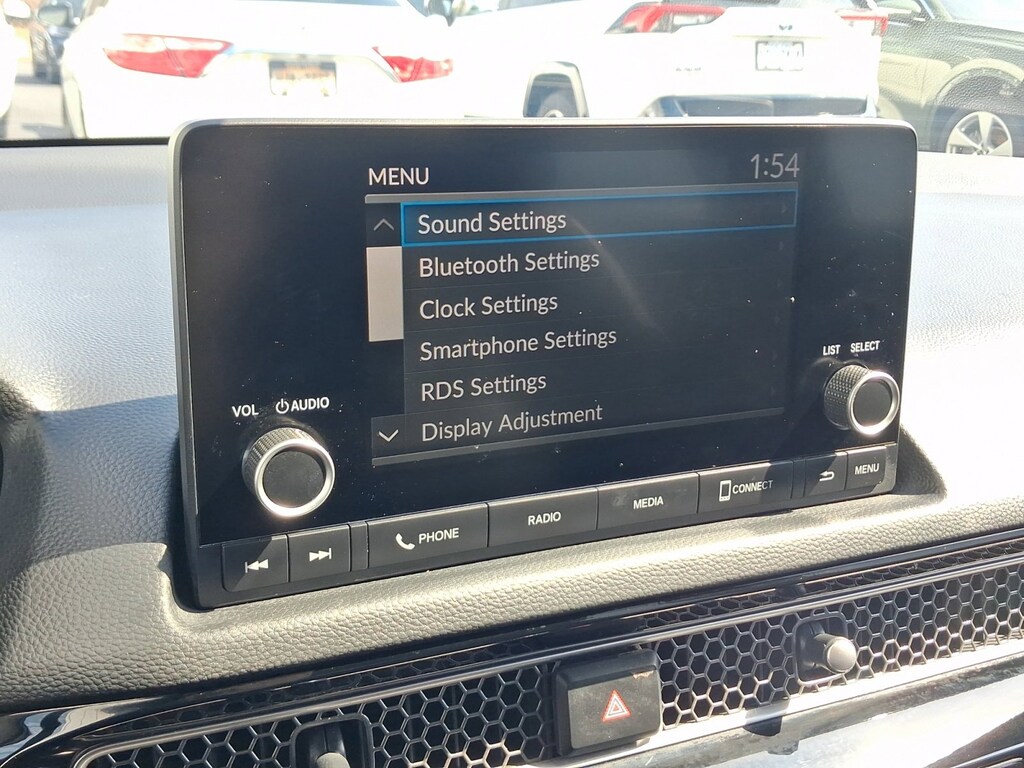 MENU 1:54
Sound Settings
Bluetooth Settings
Clock Settings
Smartphone Settings
RDS Settings
Display Adjustment
VOL AUDIO
LIST SELECT
PHONE RADIO MEDIA CONNECT MENU